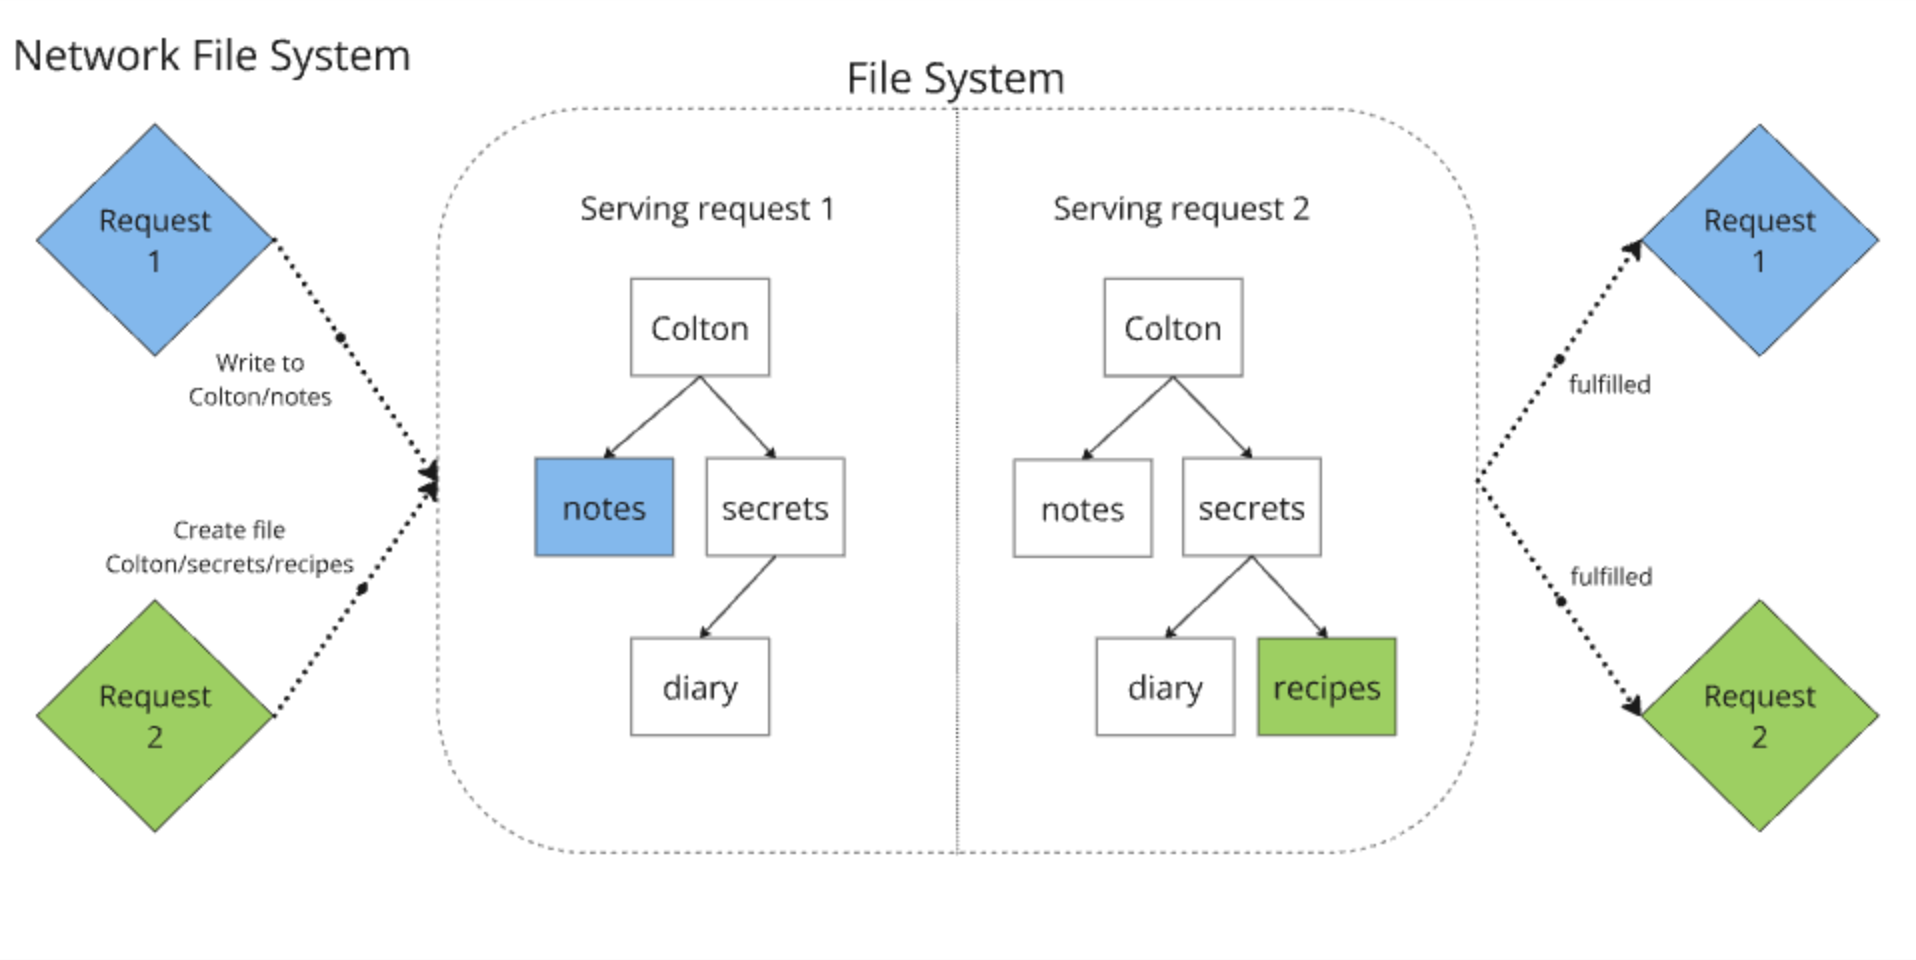 Network File System
File System
Request
1
Write to
Colton/notes
Create file
Colton/secrets/recipes
Request
2
Serving request 1
Colton
notes
secrets
diary
Serving request 2
Colton
notes
secrets
diary
recipes
Request
1
fulfilled
fulfilled
Request
2